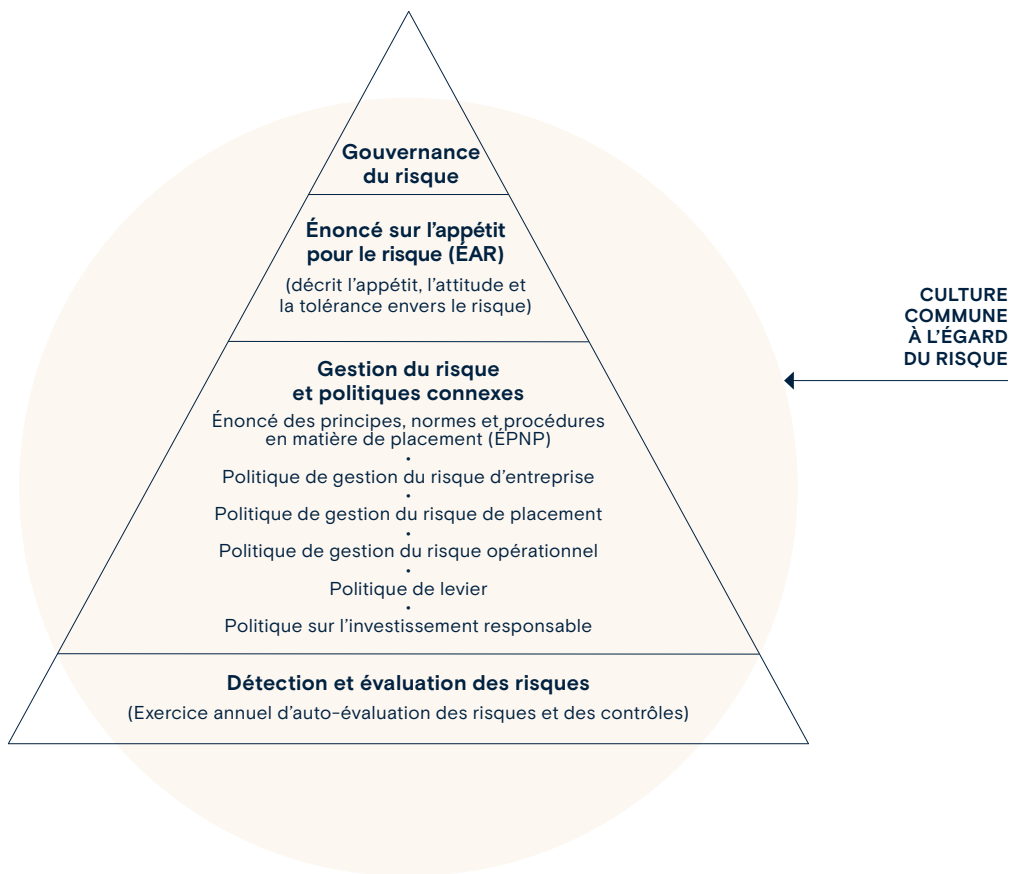 Gouvernance
du risque
Énoncé sur l’appétit
pour le risque (ÉAR)
(décrit l’appétit, l’attitude et
la tolérance envers le risque)
CULTURE
COMMUNE
À L’ÉGARD
DU RISQUE
Gestion du risque
et politiques connexes
Énoncé des principes, normes et procédures
en matière de placement (ÉPNP)
•
Politique de gestion du risque d’entreprise
•
Politique de gestion du risque de placement
•
Politique de gestion du risque opérationnel
•
Politique de levier
•
Politique sur l’investissement responsable
Détection et évaluation des risques
(Exercice annuel d’auto-évaluation des risques et des contrôles)